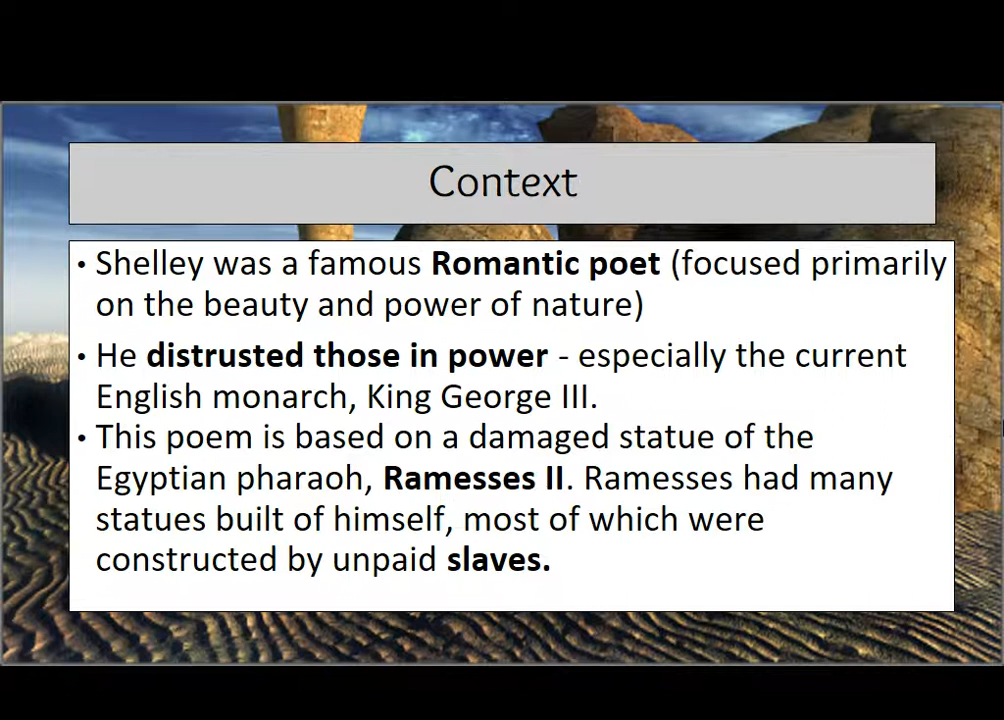 Context
• Shelley was a famous Romantic poet (focused primarily
on the beauty and power of nature)
• He distrusted those in power - especially the current
English monarch, King George III.
• This poem is based on a damaged statue of the
Egyptian pharaoh, Ramesses II. Ramesses had many
statues built of himself, most of which were
constructed by unpaid slaves.